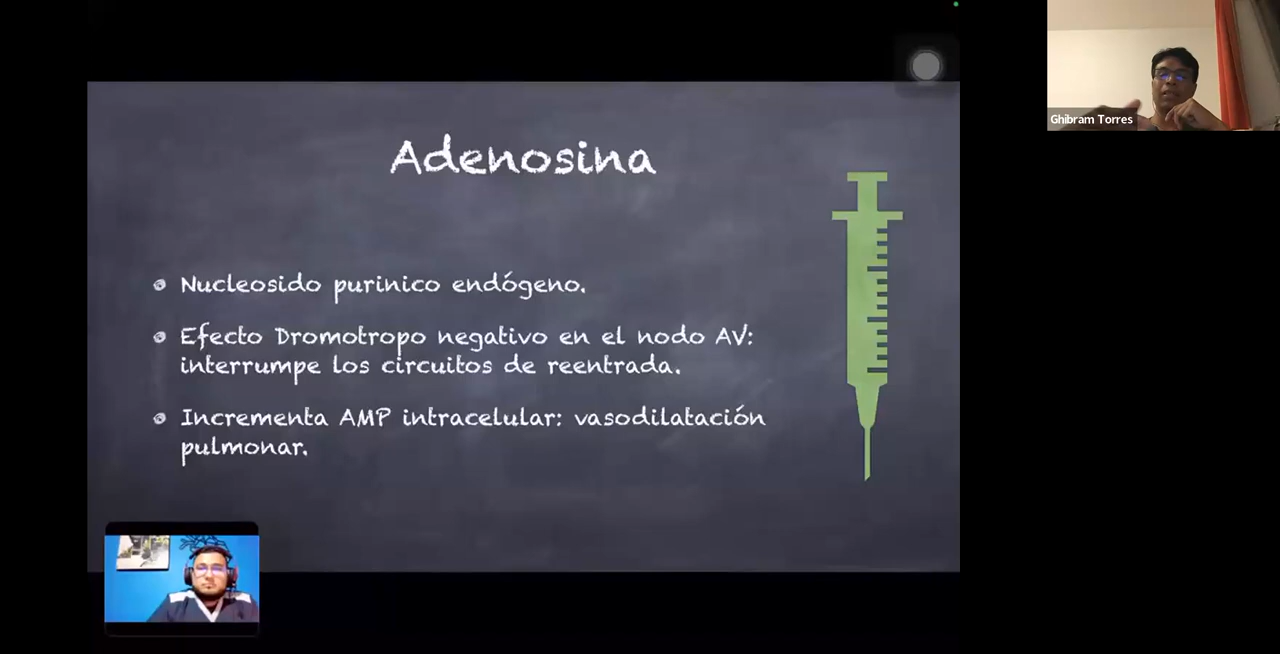 Adenosina
Nucleosido purinico endógeno.
Efecto Dromotropo negativo en el nodo AV:
interrumpe los circuitos de reentrada.
Incrementa AMP intracelular: vasodilatación
pulmonar.
Ghibram Torres